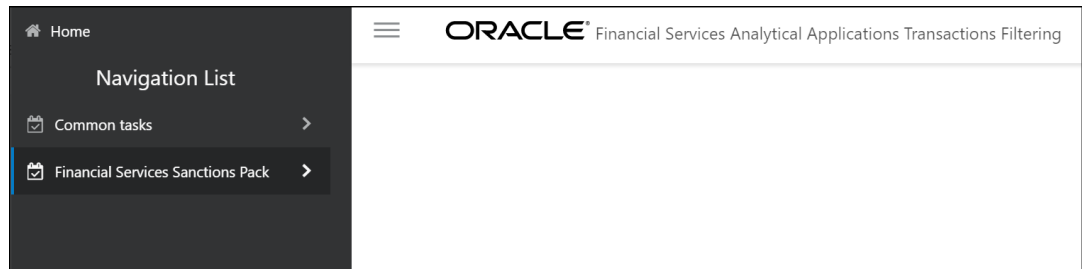 Home
ORACLE® Financial Services Analytical Applications Transactions Filtering
Navigation List
Common tasks
Financial Services Sanctions Pack